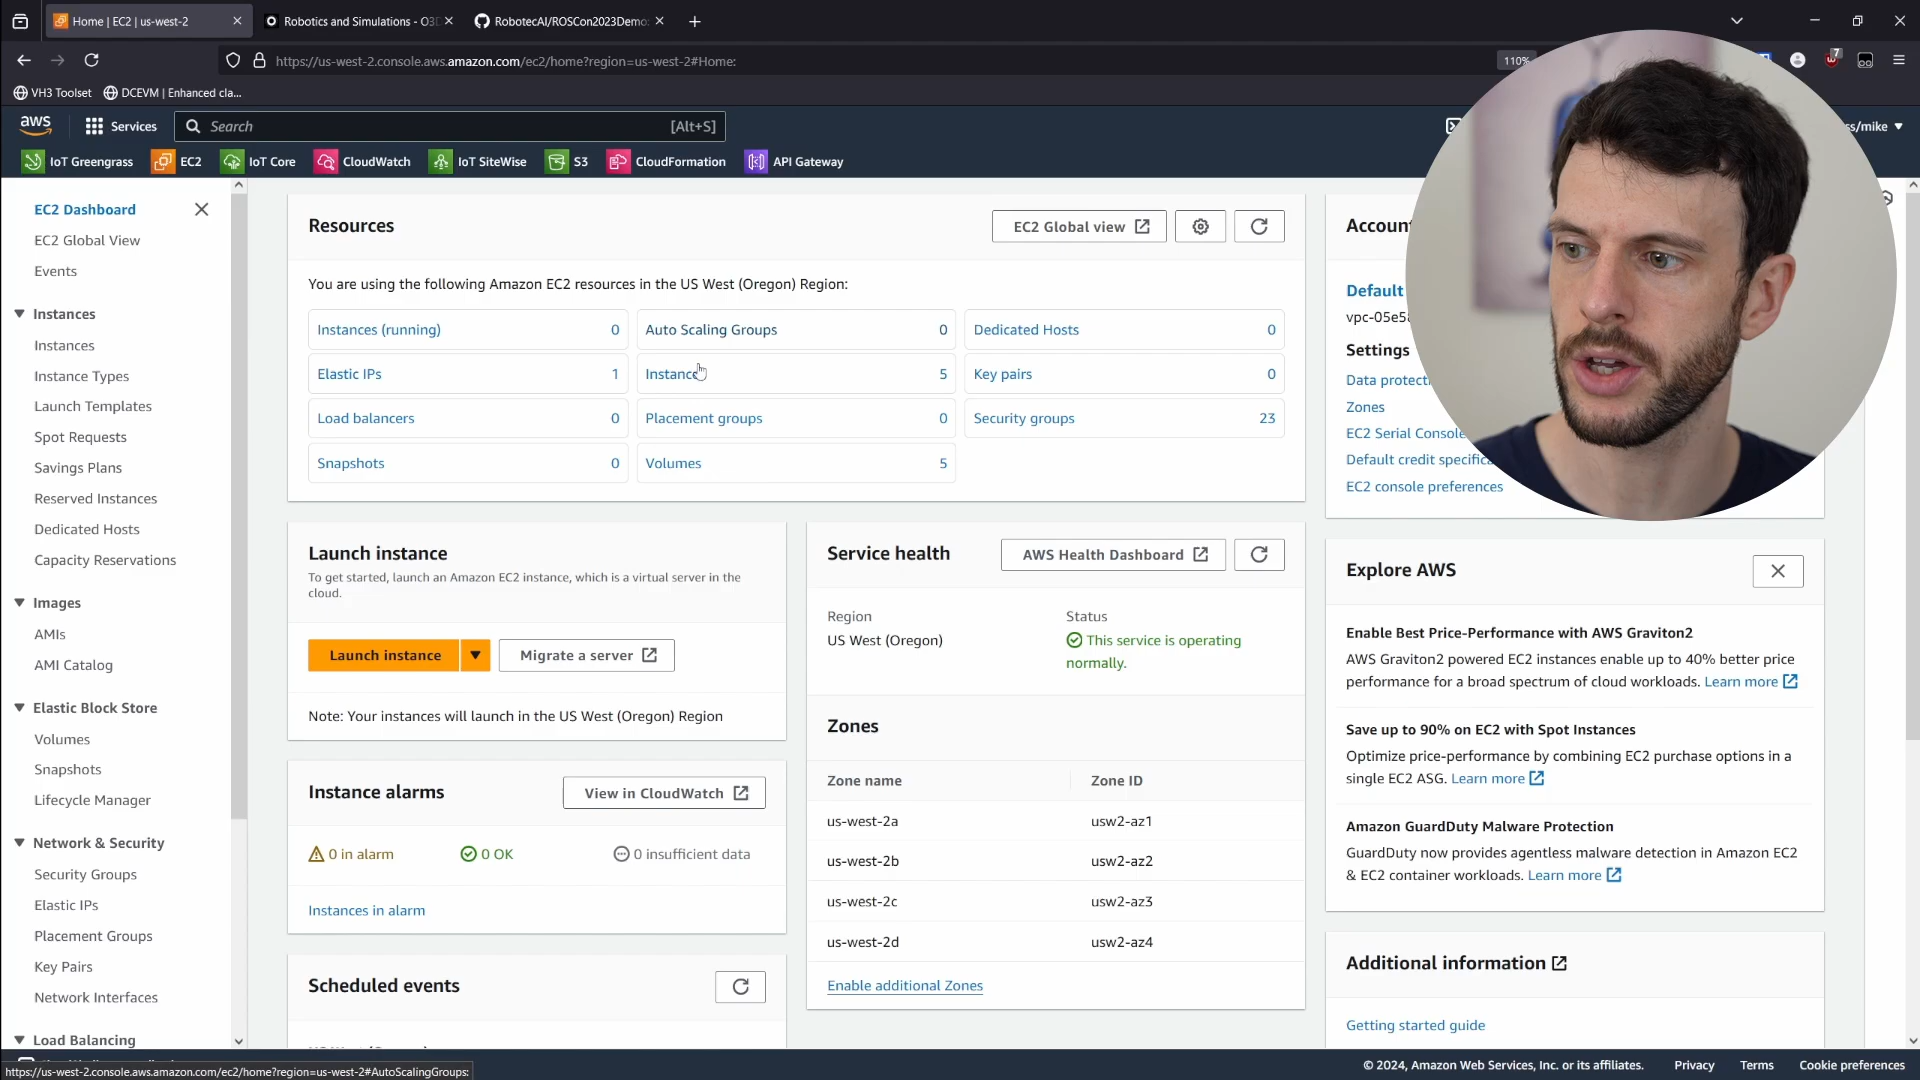 Home | EC2 | us-west-2
Robotics and Simulations - O3D
RobotecAI/ROSCon2023Demo:
https://us-west-2.console.aws.amazon.com/ec2/home?region=us-west-2#Home:
110%
7
VH3 Toolset
DCEVM | Enhanced cla...
aws
Services
Search
[Alt+S]
ss/mike
IoT Greengrass
EC2
IoT Core
CloudWatch
IoT SiteWise
S3
CloudFormation
API Gateway
EC2 Dashboard
EC2 Global View
Events
Instances
Instances
Instance Types
Launch Templates
Spot Requests
Savings Plans
Reserved Instances
Dedicated Hosts
Capacity Reservations
Images
AMIs
AMI Catalog
Elastic Block Store
Volumes
Snapshots
Lifecycle Manager
Network & Security
Security Groups
Elastic IPs
Placement Groups
Key Pairs
Network Interfaces
Load Balancing
Resources
EC2 Global view
You are using the following Amazon EC2 resources in the US West (Oregon) Region:
Instances (running) 0
Auto Scaling Groups 0
Dedicated Hosts 0
Elastic IPs 1
Instances 5
Key pairs 0
Load balancers 0
Placement groups 0
Security groups 23
Snapshots 0
Volumes 5
Launch instance
To get started, launch an Amazon EC2 instance, which is a virtual server in the
cloud.
Launch instance
Migrate a server
Note: Your instances will launch in the US West (Oregon) Region
Instance alarms
View in CloudWatch
0 in alarm
0 OK
0 insufficient data
Instances in alarm
Scheduled events
Service health
AWS Health Dashboard
Region
US West (Oregon)
Status
This service is operating
normally.
Zones
Zone name
Zone ID
us-west-2a
usw2-az1
us-west-2b
usw2-az2
us-west-2c
usw2-az3
us-west-2d
usw2-az4
Enable additional Zones
Account
Default
vpc-05e58
Settings
Data protecti
Zones
EC2 Serial Console
Default credit specifica
EC2 console preferences
Explore AWS
Enable Best Price-Performance with AWS Graviton2
AWS Graviton2 powered EC2 instances enable up to 40% better price
performance for a broad spectrum of cloud workloads. Learn more
Save up to 90% on EC2 with Spot Instances
Optimize price-performance by combining EC2 purchase options in a
single EC2 ASG. Learn more
Amazon GuardDuty Malware Protection
GuardDuty now provides agentless malware detection in Amazon EC2
& EC2 container workloads. Learn more
Additional information
Getting started guide
https://us-west-2.console.aws.amazon.com/ec2/home?region=us-west-2#AutoScalingGroups:
© 2024, Amazon Web Services, Inc. or its affiliates.
Privacy
Terms
Cookie preferences